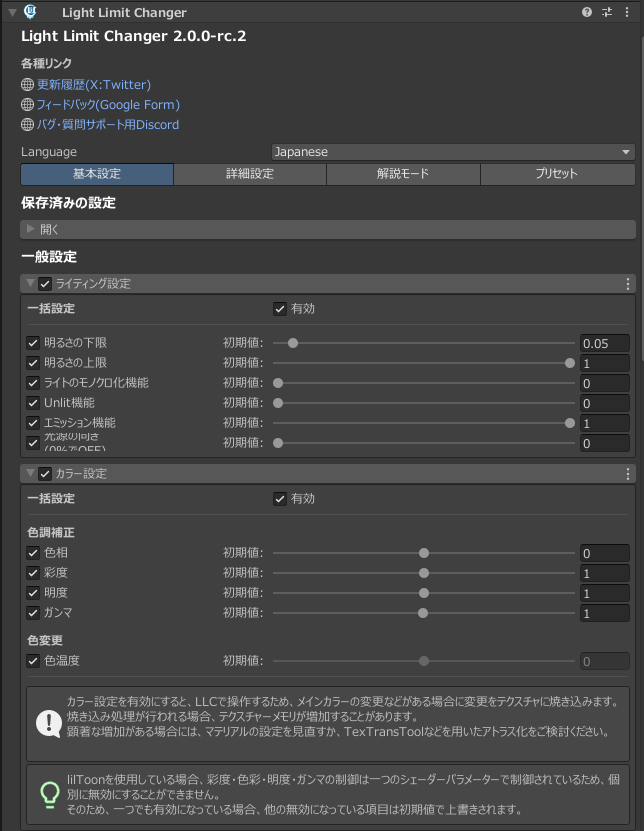 Light Limit Changer
Light Limit Changer 2.0.0-rc.2
各種リンク
更新履歴(X:Twitter)
フィードバック(Google Form)
バグ・質問サポート用Discord
Language Japanese
基本設定 詳細設定 解説モード プリセット
保存済みの設定
開く
一般設定
ライティング設定
一括設定 有効
明るさの下限 初期値: 0.05
明るさの上限 初期値: 1
ライトのモノクロ化機能 初期値: 0
Unlit機能 初期値: 0
エミッション機能 初期値: 1
光源の向き 初期値: 0
(0%でOFF)
カラー設定
一括設定 有効
色調補正
色相 初期値: 0
彩度 初期値: 1
明度 初期値: 1
ガンマ 初期値: 1
色変更
色温度 初期値: 0
カラー設定を有効にすると、LLCで操作するため、メインカラーの変更などがある場合に変更をテクスチャに焼き込みます。
焼き込み処理が行われる場合、テクスチャーメモリが増加することがあります。
顕著な増加がある場合には、マテリアルの設定を見直すか、TexTransToolなどを用いたアトラス化をご検討ください。
lilToonを使用している場合、彩度・色彩・明度・ガンマの制御は一つのシェーダーパラメーターで制御されているため、個
別に無効にすることができません。
そのため、一つでも有効になっている場合、他の無効になっている項目は初期値で上書きされます。